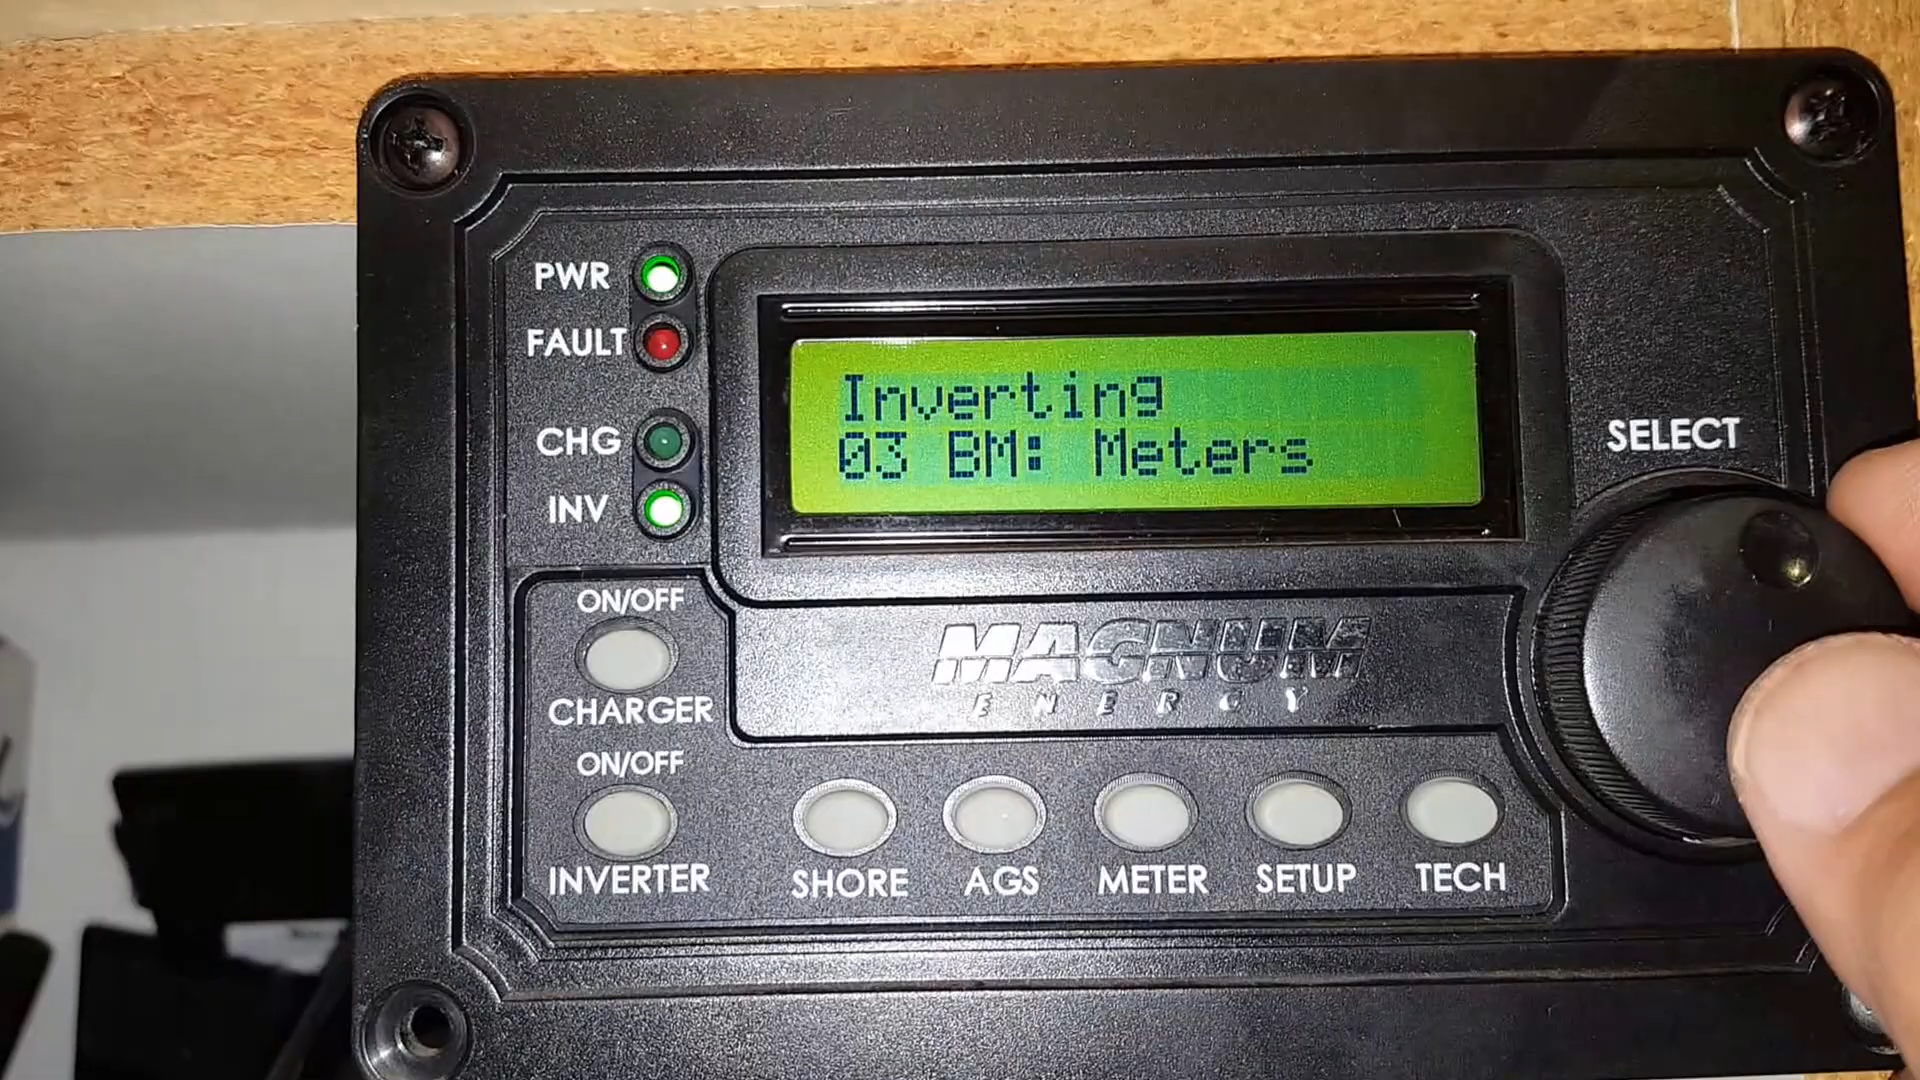 PWR
FAULT
CHG
INV
Inverting
03 BM: Meters
SELECT
ON/OFF
CHARGER
MAGNUM
ENERGY
ON/OFF
INVERTER
SHORE
AGS
METER
SETUP
TECH